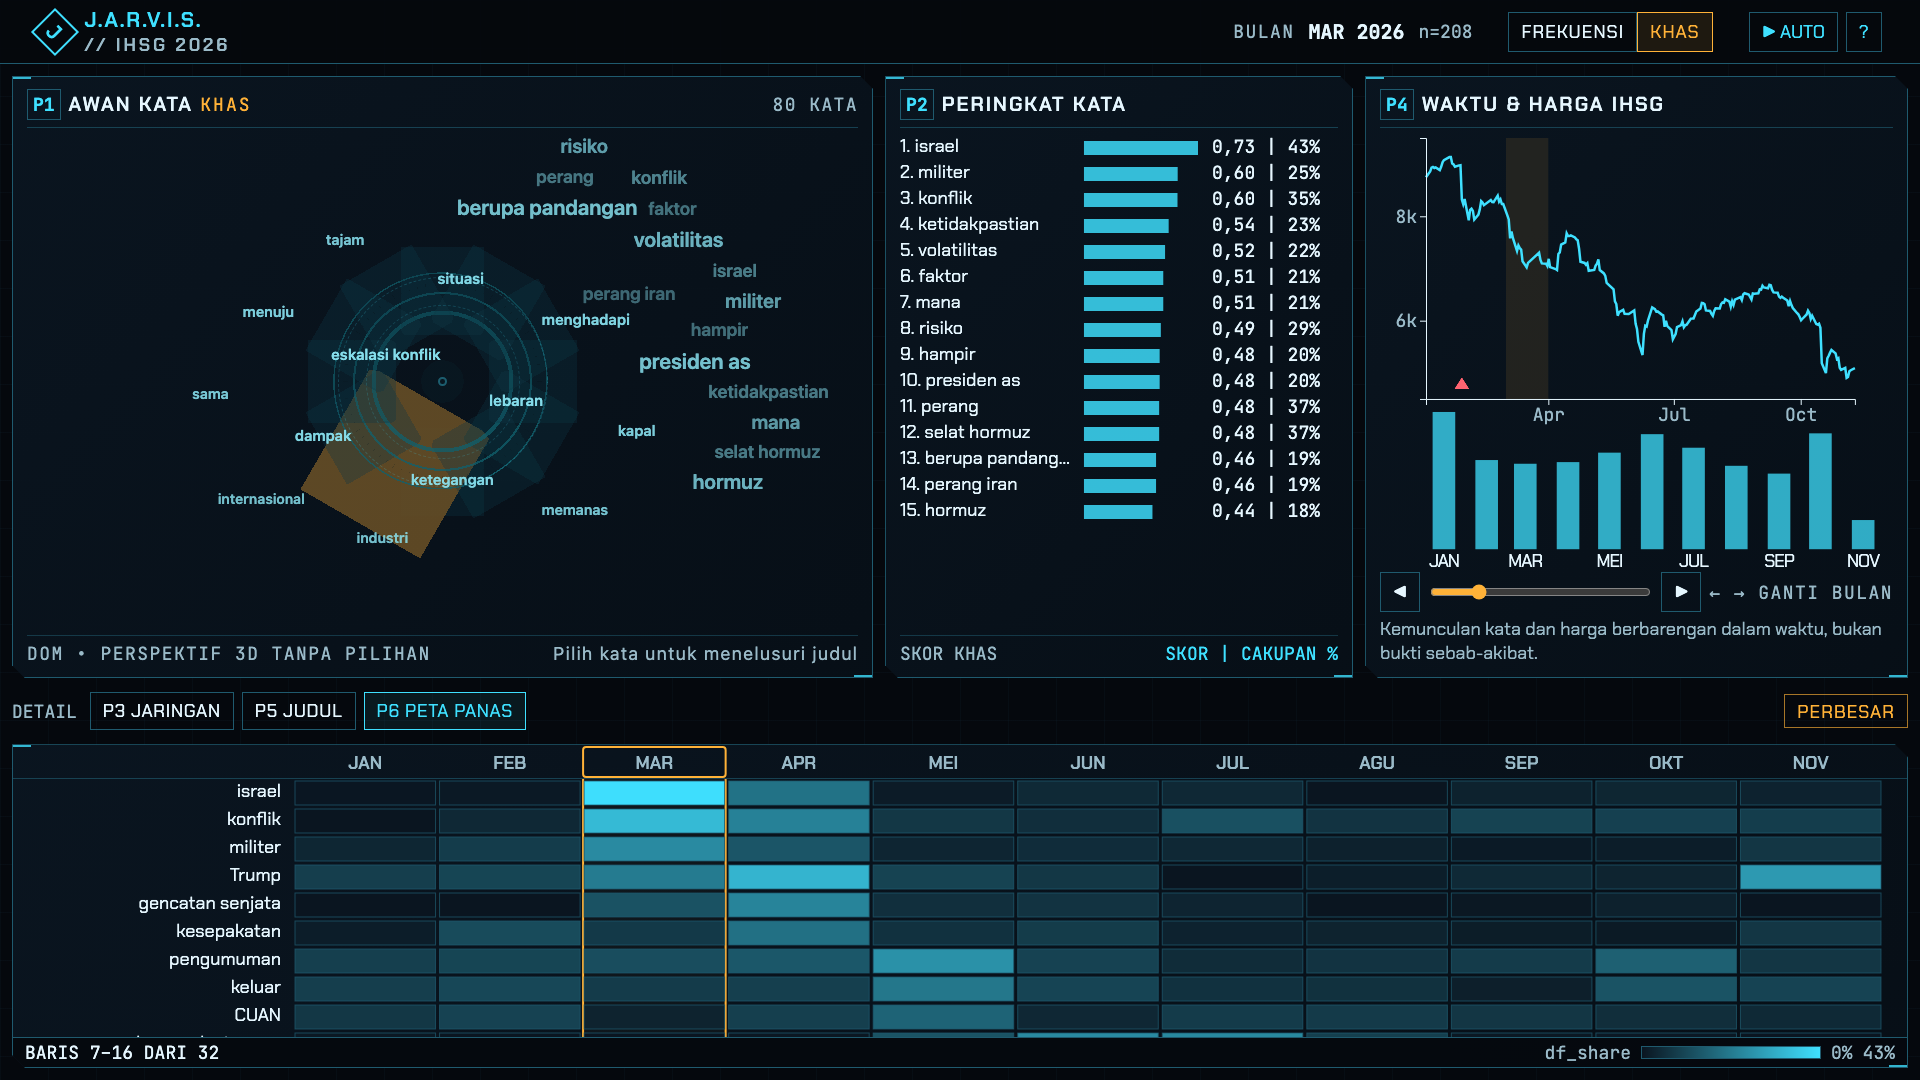 J.A.R.V.I.S.
// IHSG 2026
BULAN MAR 2026 n=208
FREKUENSI KHAS
▶ AUTO
?
P1 AWAN KATA KHAS
80 KATA
risiko
perang konflik
berupa pandangan faktor
tajam volatilitas
situasi israel
perang iran militer
menuju menghadapi hampir
eskalasi konflik presiden as
sama lebaran ketidakpastian
dampak kapal mana
ketegangan selat hormuz
internasional memanas hormuz
industri
DOM • PERSPEKTIF 3D TANPA PILIHAN
Pilih kata untuk menelusuri judul
P2 PERINGKAT KATA
1. israel 0,73 | 43%
2. militer 0,60 | 25%
3. konflik 0,60 | 35%
4. ketidakpastian 0,54 | 23%
5. volatilitas 0,52 | 22%
6. faktor 0,51 | 21%
7. mana 0,51 | 21%
8. risiko 0,49 | 29%
9. hampir 0,48 | 20%
10. presiden as 0,48 | 20%
11. perang 0,48 | 37%
12. selat hormuz 0,48 | 37%
13. berupa pandang... 0,46 | 19%
14. perang iran 0,46 | 19%
15. hormuz 0,44 | 18%
SKOR KHAS
SKOR | CAKUPAN %
P4 WAKTU & HARGA IHSG
8k
6k
Apr Jul Oct
JAN MAR MEI JUL SEP NOV
◀ ▶ ← → GANTI BULAN
Kemunculan kata dan harga berbarengan dalam waktu, bukan
bukti sebab-akibat.
DETAIL P3 JARINGAN P5 JUDUL P6 PETA PANAS
PERBESAR
JAN FEB MAR APR MEI JUN JUL AGU SEP OKT NOV
israel
konflik
militer
Trump
gencatan senjata
kesepakatan
pengumuman
keluar
CUAN
BARIS 7–16 DARI 32
df_share 0% 43%